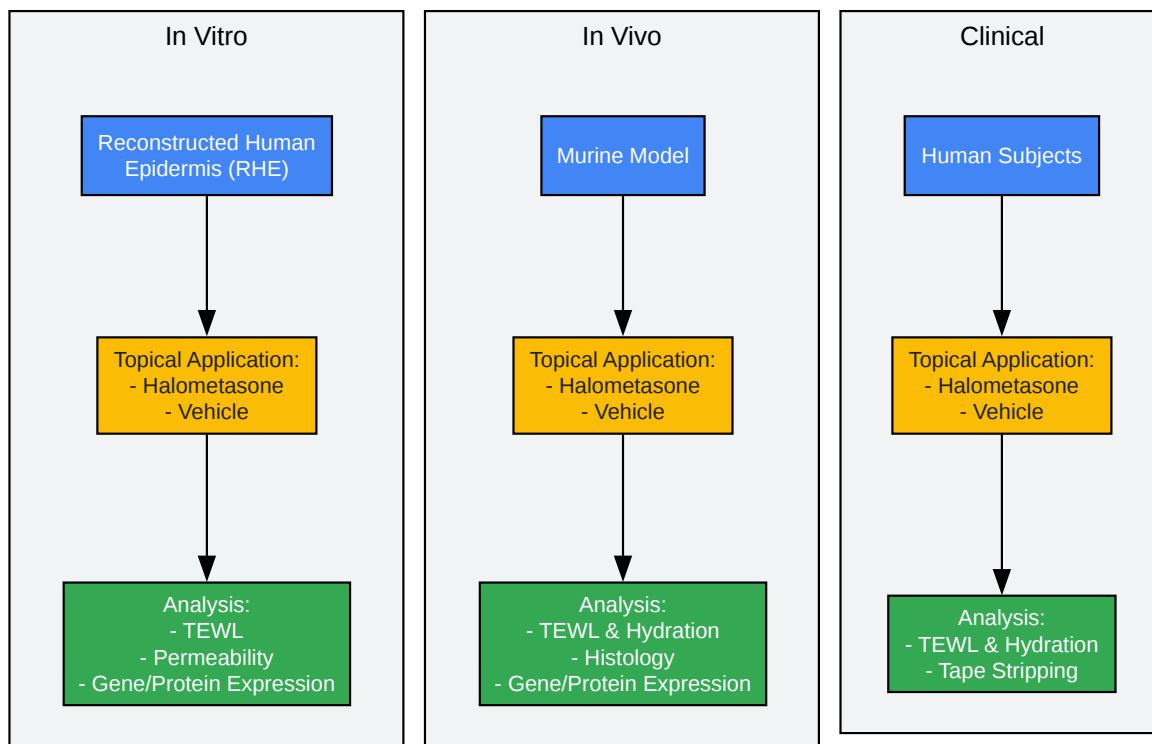 In Vitro
Reconstructed Human
Epidermis (RHE)
Topical Application:
- Halometasone
- Vehicle
Analysis:
- TEWL
- Permeability
- Gene/Protein Expression
In Vivo
Murine Model
Topical Application:
- Halometasone
- Vehicle
Analysis:
- TEWL & Hydration
- Histology
- Gene/Protein Expression
Clinical
Human Subjects
Topical Application:
- Halometasone
- Vehicle
Analysis:
- TEWL & Hydration
- Tape Stripping